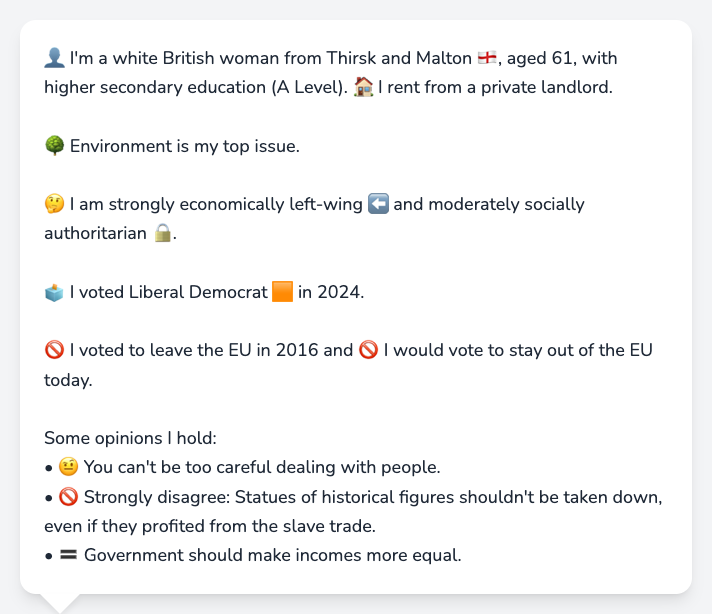 👤 I'm a white British woman from Thirsk and Malton 🏴󠁧󠁢󠁥󠁮󠁧󠁿, aged 61, with
higher secondary education (A Level). 🏠 I rent from a private landlord.
🌳 Environment is my top issue.
🤔 I am strongly economically left-wing ⬅️ and moderately socially
authoritarian 🔒.
🗳️ I voted Liberal Democrat 🟧 in 2024.
🚫 I voted to leave the EU in 2016 and 🚫 I would vote to stay out of the EU
today.
Some opinions I hold:
• 🤨 You can't be too careful dealing with people.
• 🚫 Strongly disagree: Statues of historical figures shouldn't be taken down,
even if they profited from the slave trade.
• 🟰 Government should make incomes more equal.